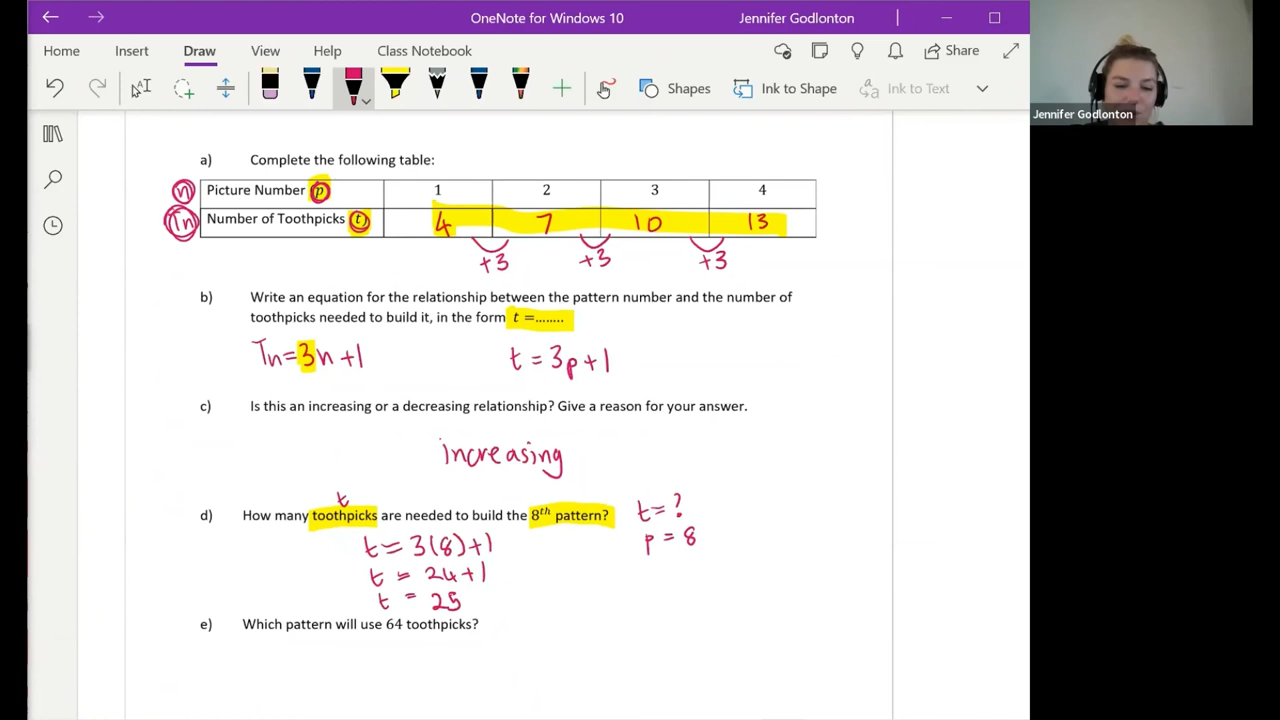 OneNote for Windows 10
Jennifer Godlonton
Home Insert Draw View Help Class Notebook Share
Shapes Ink to Shape Ink to Text
Jennifer Godlonton
a) Complete the following table:
n Picture Number p 1 2 3 4
Tn Number of Toothpicks t 4 7 10 13
+3 +3 +3
b) Write an equation for the relationship between the pattern number and the number of
toothpicks needed to build it, in the form t =........
Tn=3n+1 t = 3p+1
c) Is this an increasing or a decreasing relationship? Give a reason for your answer.
increasing
t
d) How many toothpicks are needed to build the 8th pattern? t = ?
p = 8
t = 3(8)+1
t = 24+1
t = 25
e) Which pattern will use 64 toothpicks?